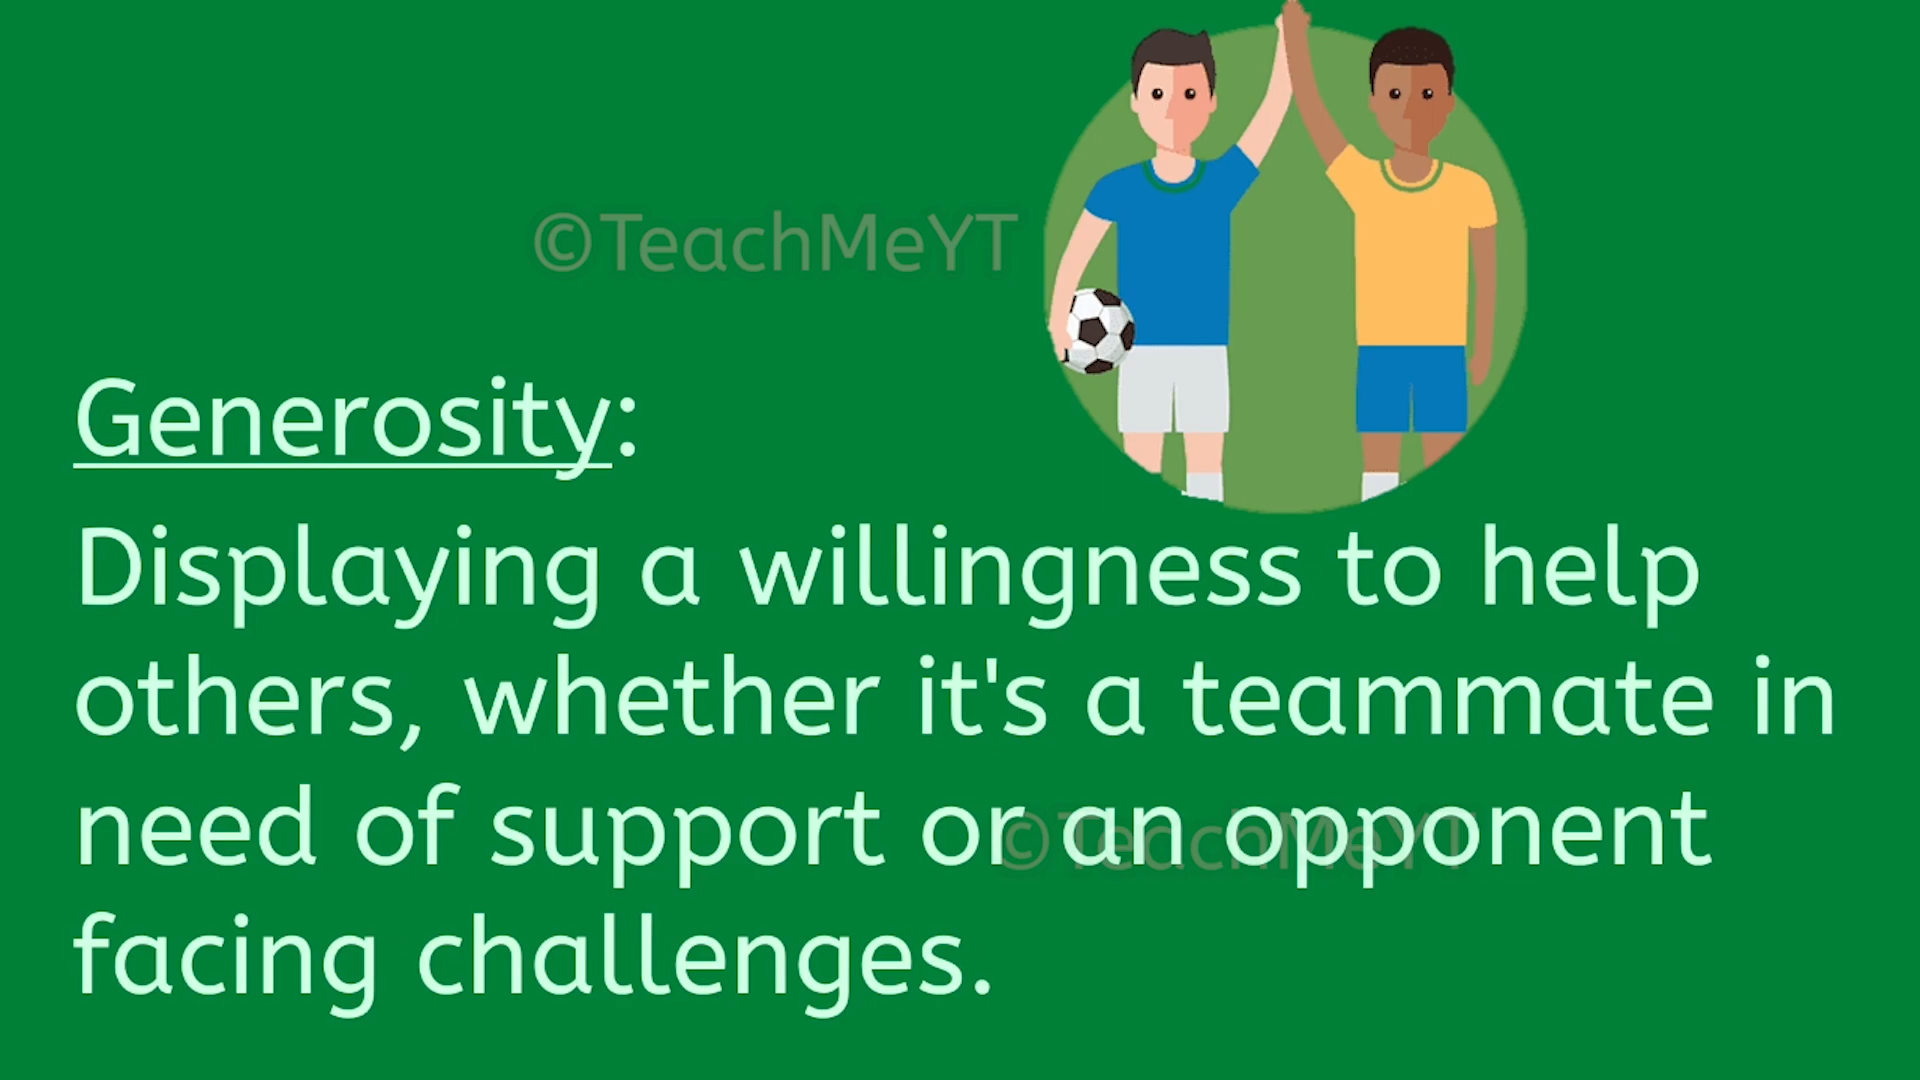 ©TeachMeYT
Generosity:
Displaying a willingness to help
others, whether it's a teammate in
need of support or an opponent
©TeachMeYT
facing challenges.